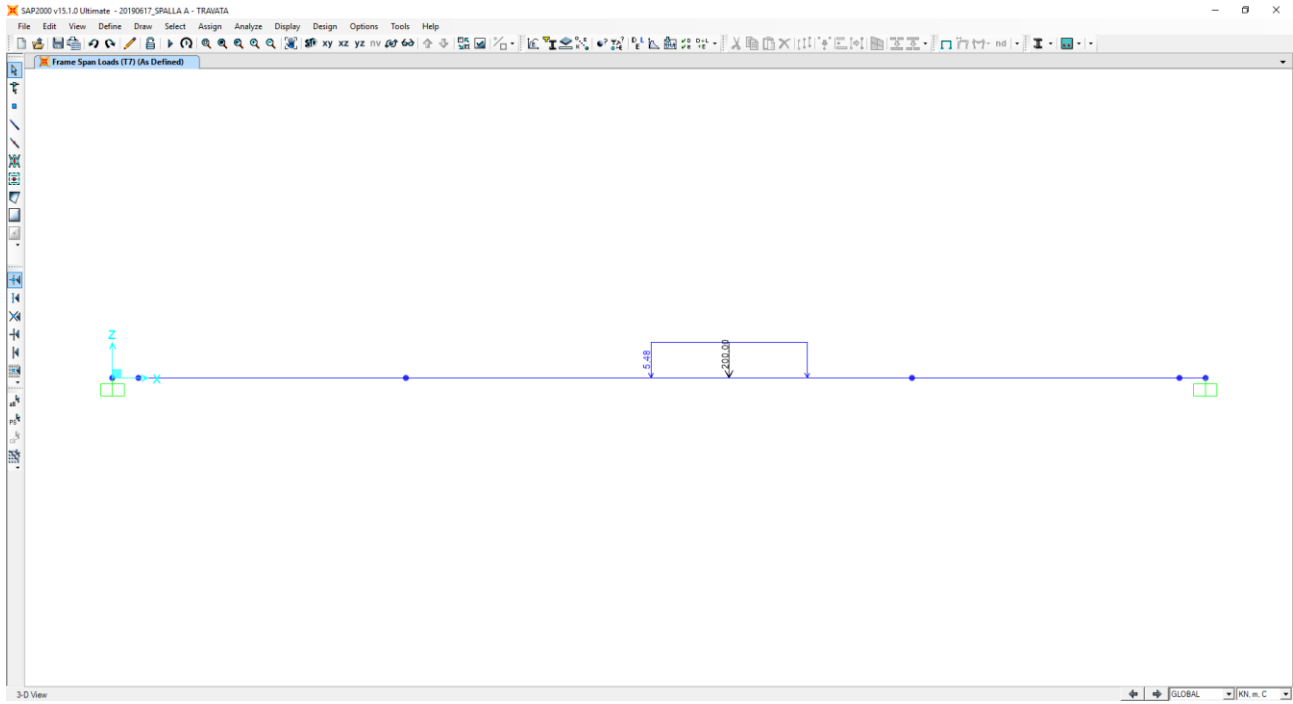 SAP2000 v15.1.0 Ultimate - 20190617_SPALLA A - TRAVATA
File Edit View Define Draw Select Assign Analyze Display Design Options Tools Help
xy xz yz nv nd
Frame Span Loads (T7) (As Defined)
Z
X
5.48
200.00
3-D View
GLOBAL
KN, m, C